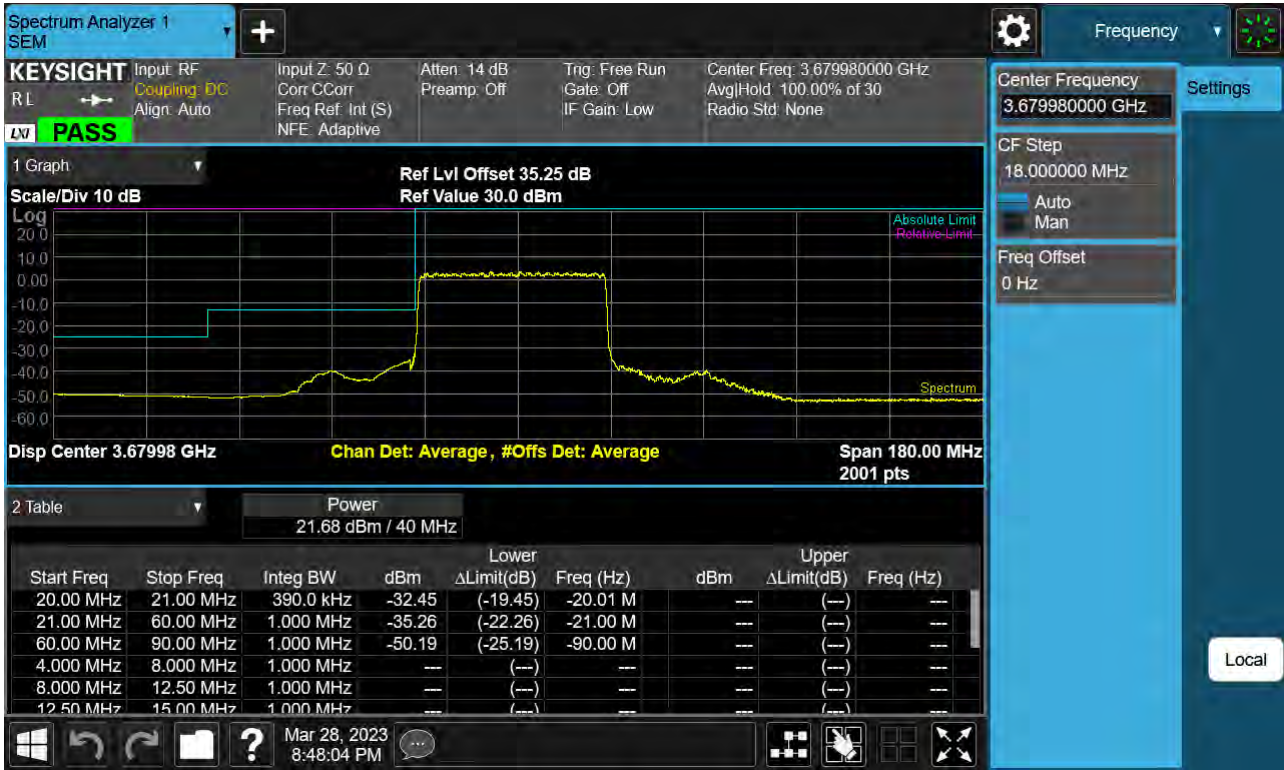 Spectrum Analyzer 1
SEM
+
Frequency
KEYSIGHT
RL
LXI
PASS
Input: RF
Coupling: DC
Align: Auto
Input Z: 50 Ω
Corr CCorr
Freq Ref: Int (S)
NFE: Adaptive
Atten: 14 dB
Preamp: Off
Trig: Free Run
Gate: Off
IF Gain: Low
Center Freq: 3.679980000 GHz
Avg|Hold: 100.00% of 30
Radio Std: None
Center Frequency
3.679980000 GHz
Settings
CF Step
18.000000 MHz
Auto
Man
Freq Offset
0 Hz
Local
1 Graph
Scale/Div 10 dB
Ref Lvl Offset 35.25 dB
Ref Value 30.0 dBm
Log
20.0
10.0
0.00
-10.0
-20.0
-30.0
-40.0
-50.0
-60.0
Absolute Limit
Relative Limit
Spectrum
Disp Center 3.67998 GHz
Chan Det: Average, #Offs Det: Average
Span 180.00 MHz
2001 pts
2 Table
Power
21.68 dBm / 40 MHz
Lower Upper
Start Freq Stop Freq Integ BW dBm ΔLimit(dB) Freq (Hz) dBm ΔLimit(dB) Freq (Hz)
20.00 MHz 21.00 MHz 390.0 kHz -32.45 (-19.45) -20.01 M --- (---) ---
21.00 MHz 60.00 MHz 1.000 MHz -35.26 (-22.26) -21.00 M --- (---) ---
60.00 MHz 90.00 MHz 1.000 MHz -50.19 (-25.19) -90.00 M --- (---) ---
4.000 MHz 8.000 MHz 1.000 MHz --- (---) --- --- (---) ---
8.000 MHz 12.50 MHz 1.000 MHz --- (---) --- --- (---) ---
12.50 MHz 15.00 MHz 1.000 MHz --- (---) --- --- (---) ---
?
Mar 28, 2023
8:48:04 PM